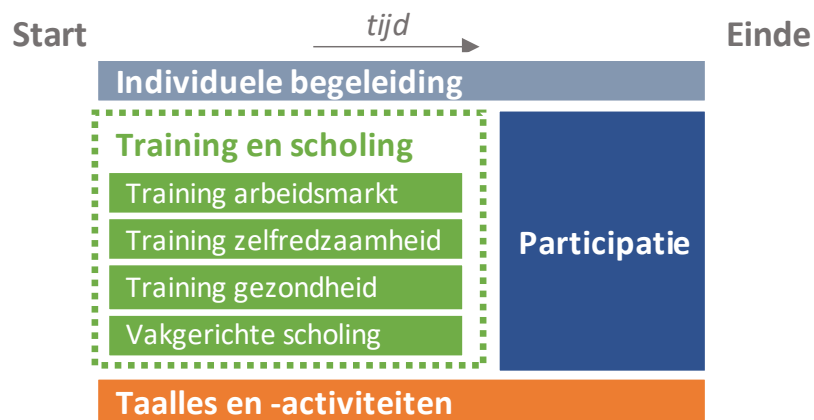 Start
tijd
Einde
Individuele begeleiding
Training en scholing
Training arbeidsmarkt
Training zelfredzaamheid
Training gezondheid
Vakgerichte scholing
Participatie
Taalles en -activiteiten